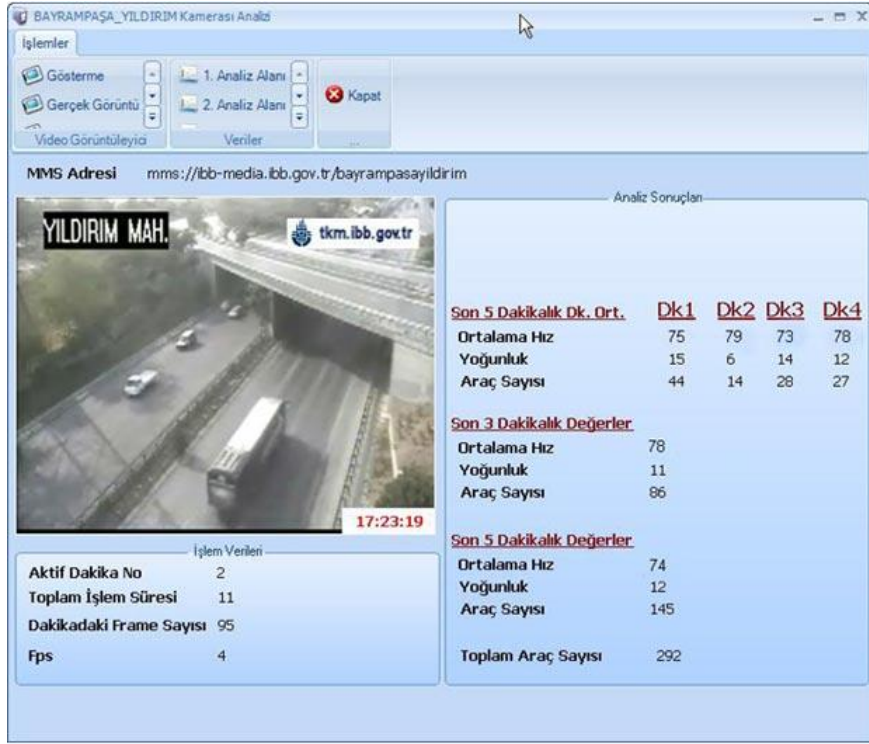 BAYRAMPAŞA_YILDIRIM Kamerası Analizi
İşlemler
Gösterme
Gerçek Görüntü
Video Görüntüleyici
1. Analiz Alanı
2. Analiz Alanı
Veriler
Kapat
...
MMS Adresi mms://ibb-media.ibb.gov.tr/bayrampasayildirim
YILDIRIM MAH.
tkm.ibb.gov.tr
17:23:19
İşlem Verileri
Aktif Dakika No 2
Toplam İşlem Süresi 11
Dakikadaki Frame Sayısı 95
Fps 4
Analiz Sonuçları
Son 5 Dakikalık Dk. Ort. Dk1 Dk2 Dk3 Dk4
Ortalama Hız 75 79 73 78
Yoğunluk 15 6 14 12
Araç Sayısı 44 14 28 27
Son 3 Dakikalık Değerler
Ortalama Hız 78
Yoğunluk 11
Araç Sayısı 86
Son 5 Dakikalık Değerler
Ortalama Hız 74
Yoğunluk 12
Araç Sayısı 145
Toplam Araç Sayısı 292